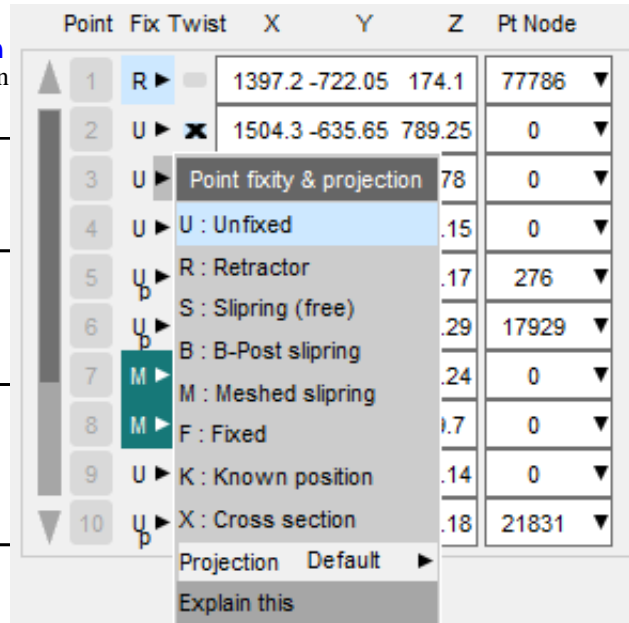 Point Fix Twist X Y Z Pt Node
1 R 1397.2 -722.05 174.1 77786
2 U 1504.3 -635.65 789.25 0
3 U Point fixity & projection 78 0
4 U U : Unfixed .15 0
5 U p R : Retractor .17 276
S : Slipring (free)
6 U p .29 17929
B : B-Post slipring
7 M .24 0
M : Meshed slipring
8 M F : Fixed 9.7 0
9 U K : Known position .14 0
10 U p X : Cross section .18 21831
Projection Default
Explain this